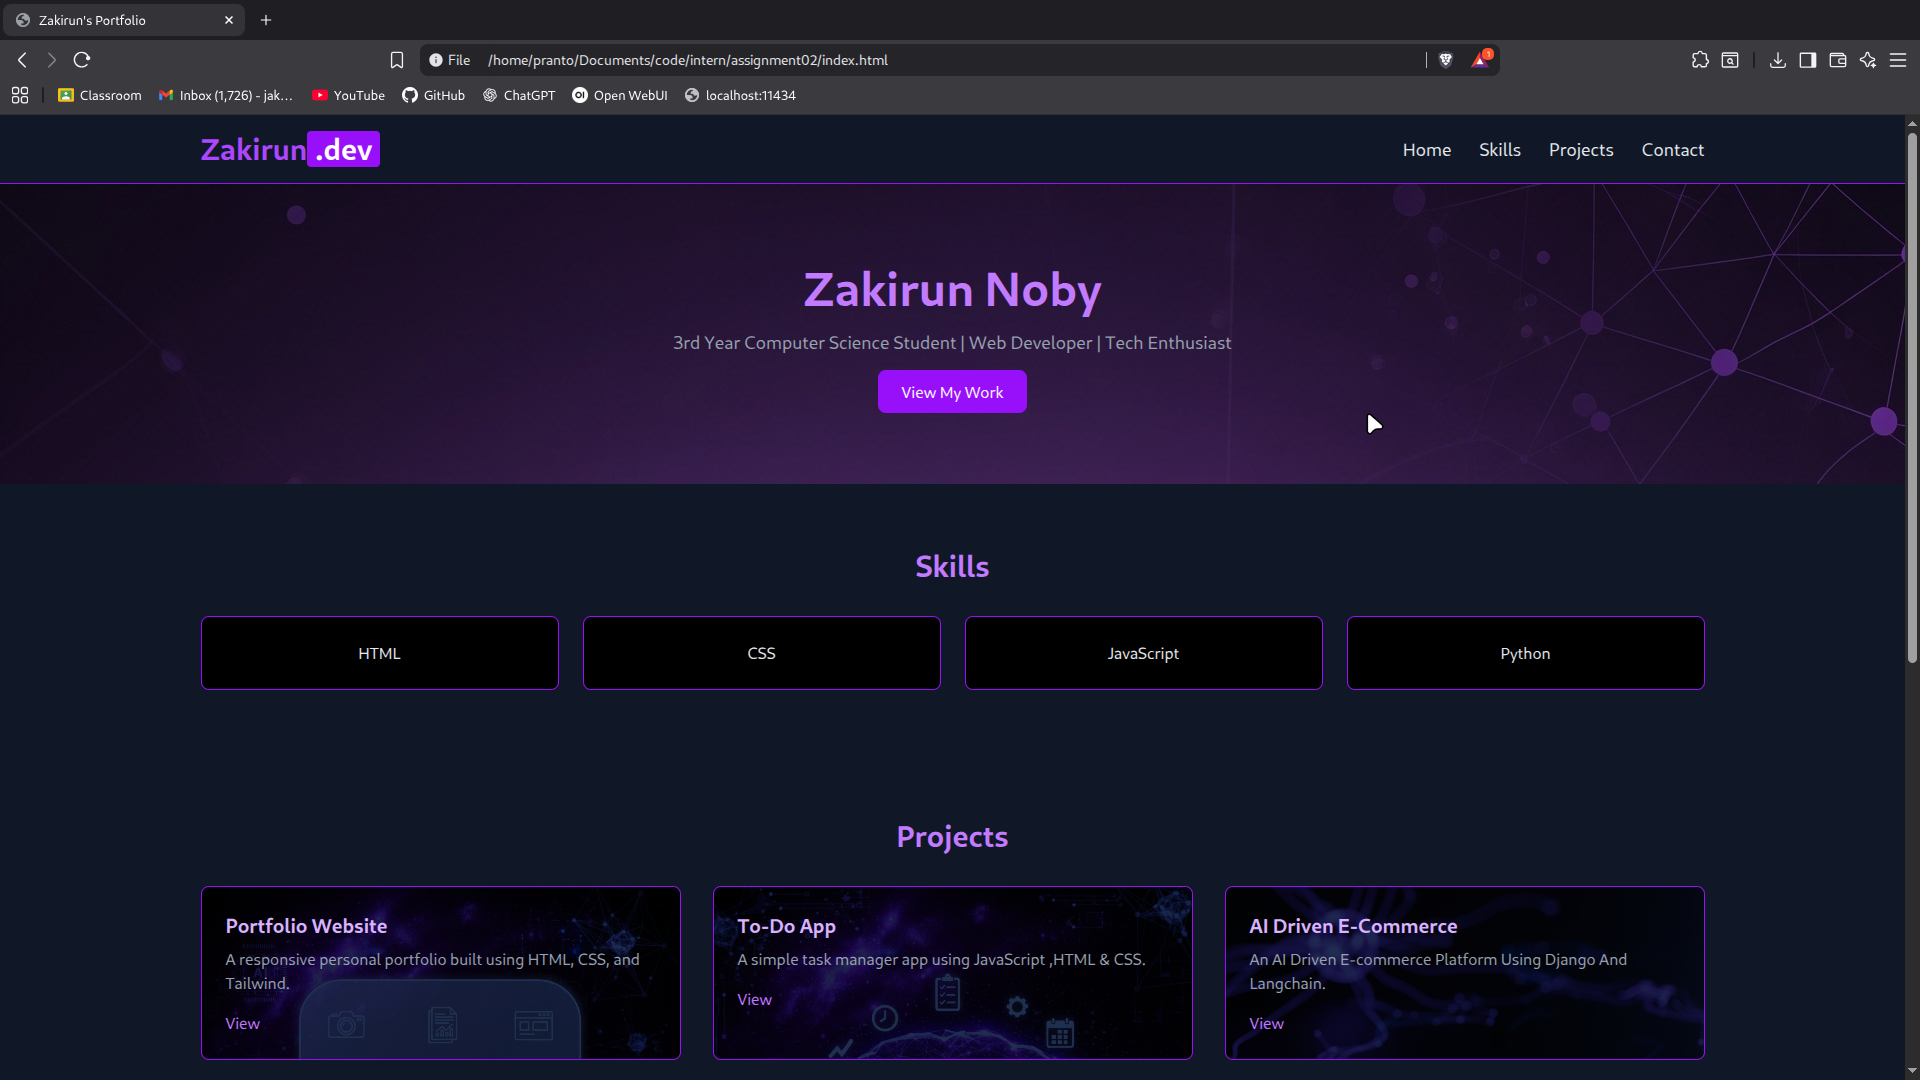 Zakirun's Portfolio
File /home/pranto/Documents/code/intern/assignment02/index.html
1
Classroom Inbox (1,726) - jak... YouTube GitHub ChatGPT OI Open WebUI localhost:11434
Zakirun .dev Home Skills Projects Contact
Zakirun Noby
3rd Year Computer Science Student | Web Developer | Tech Enthusiast
View My Work
Skills
HTML CSS JavaScript Python
Projects
Portfolio Website
A responsive personal portfolio built using HTML, CSS, and
Tailwind.
View
To-Do App
A simple task manager app using JavaScript ,HTML & CSS.
View
AI Driven E-Commerce
An AI Driven E-commerce Platform Using Django And
Langchain.
View